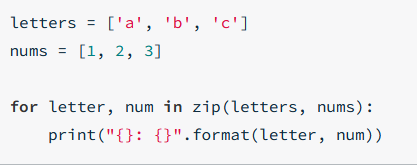 letters = ['a', 'b', 'c']
nums = [1, 2, 3]
for letter, num in zip(letters, nums):
    print("{}: {}".format(letter, num))